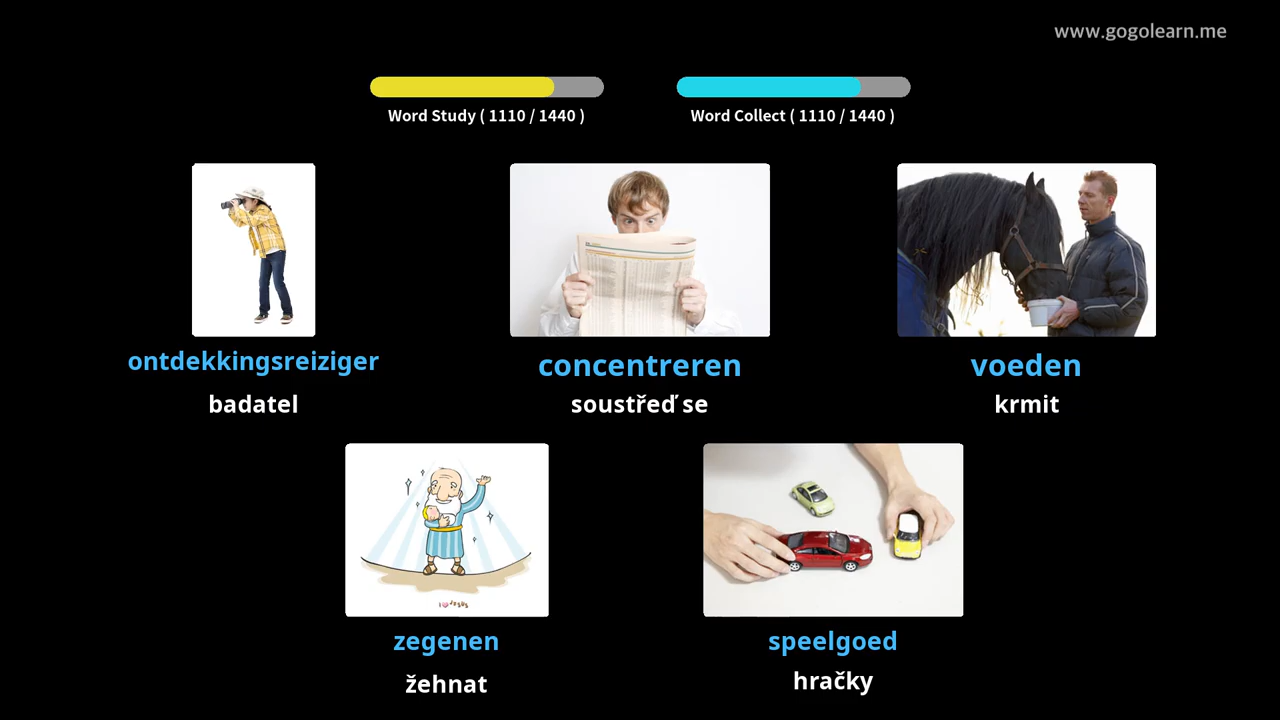 www.gogolearn.me
Word Study ( 1110 / 1440 )
Word Collect ( 1110 / 1440 )
ontdekkingsreiziger
badatel
concentreren
soustřeď se
voeden
krmit
I ♥ JESUS
zegenen
žehnat
speelgoed
hračky